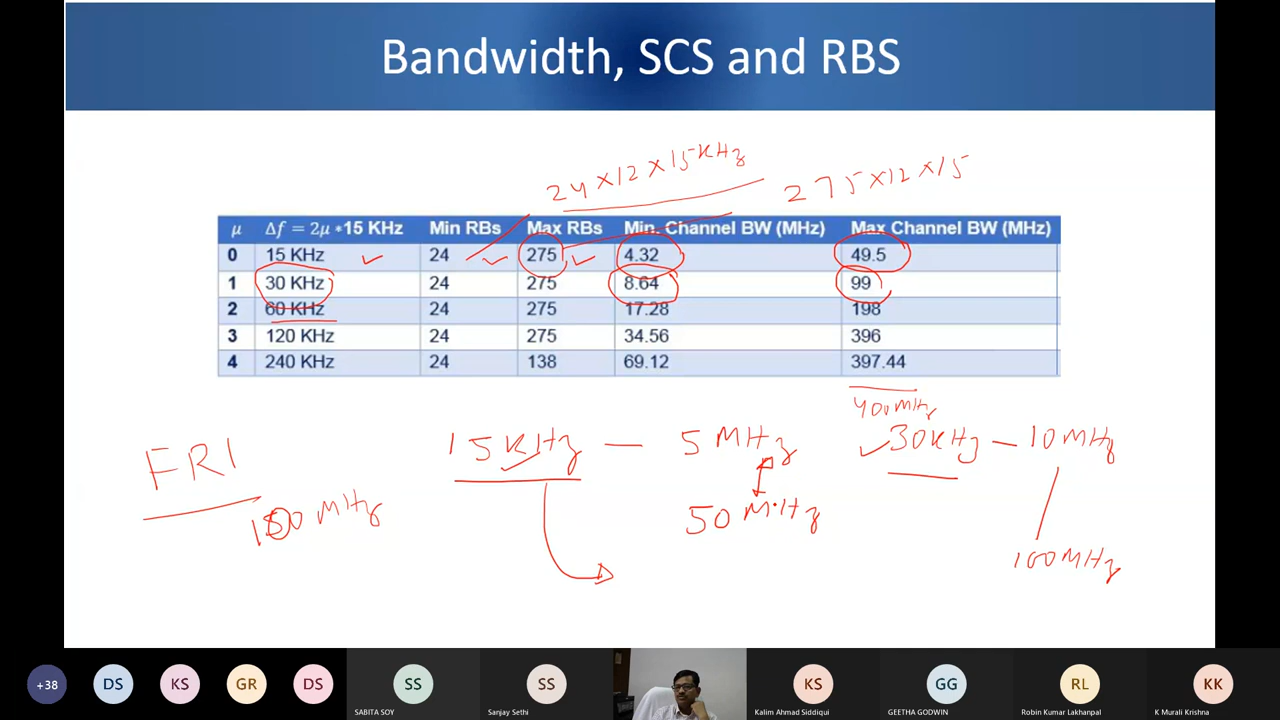 Bandwidth, SCS and RBS
24×12×15KHz
275×12×15
μ Δf = 2μ *15 KHz Min RBs Max RBs Min. Channel BW (MHz) Max Channel BW (MHz)
0 15 KHz 24 275 4.32 49.5
1 30 KHz 24 275 8.64 99
2 60 KHz 24 275 17.28 198
3 120 KHz 24 275 34.56 396
4 240 KHz 24 138 69.12 397.44
400MHz
FR1 15KHz — 5MHz 30KHz — 10MHz
100 MHz 50 MHz
100MHz
+38 DS KS GR DS SS SS KS GG RL KK
SABITA SOY Sanjay Sethi Kalim Ahmad Siddiqui GEETHA GODWIN Robin Kumar Lakhanpal K Murali Krishna